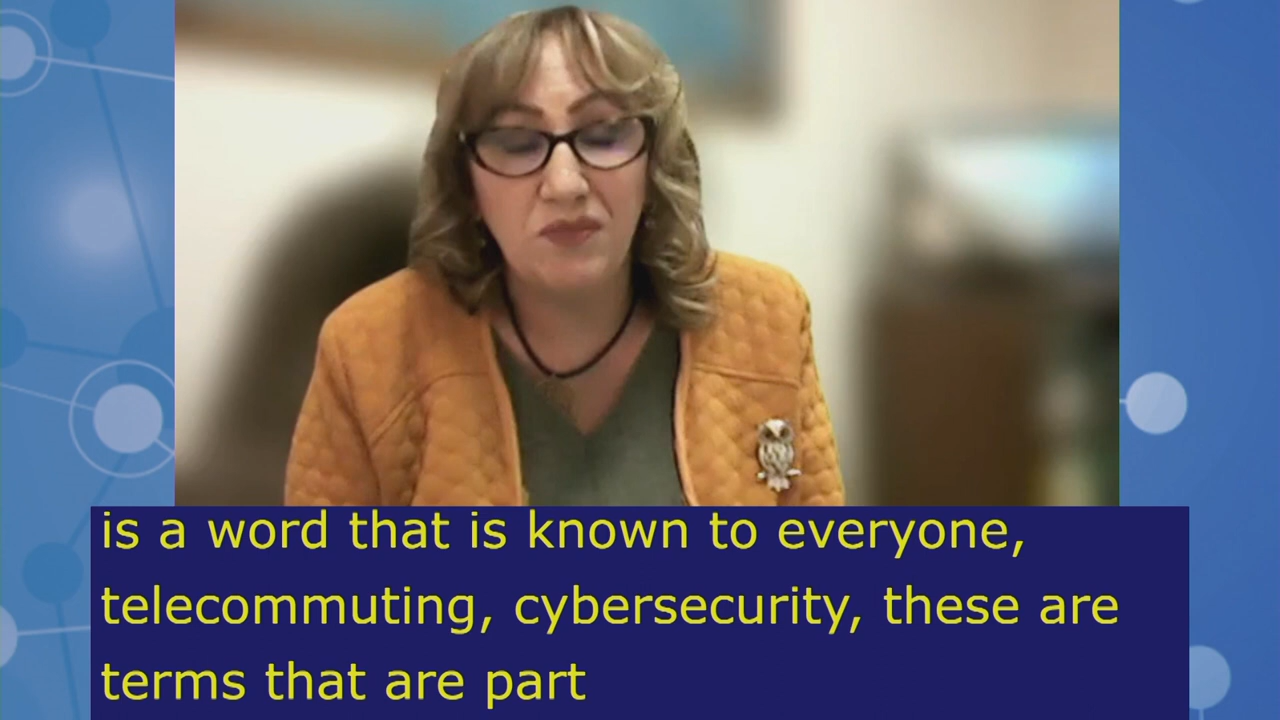 is a word that is known to everyone,
telecommuting, cybersecurity, these are
terms that are part